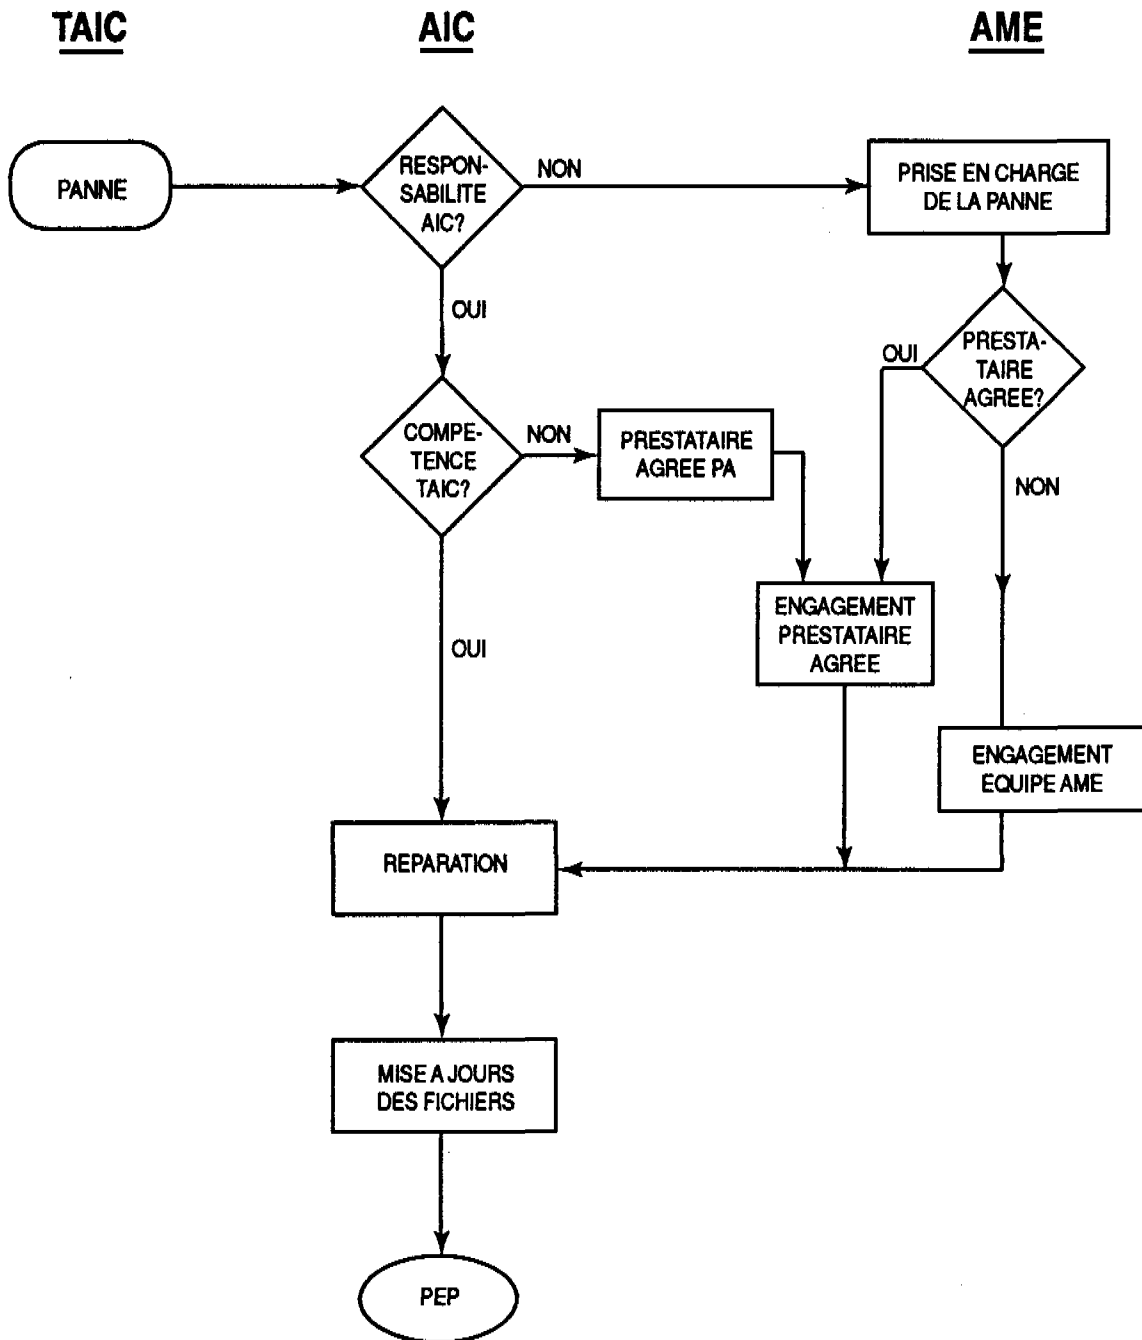 TAIC
AIC
AME
PANNE
RESPON-
SABILITE
AIC?
NON
PRISE EN CHARGE
DE LA PANNE
OUI
PRESTA-
TAIRE
AGREE?
OUI
NON
COMPE-
TENCE
TAIC?
NON
PRESTATAIRE
AGREE PA
ENGAGEMENT
PRESTATAIRE
AGREE
OUI
ENGAGEMENT
EQUIPE AME
REPARATION
MISE A JOURS
DES FICHIERS
PEP